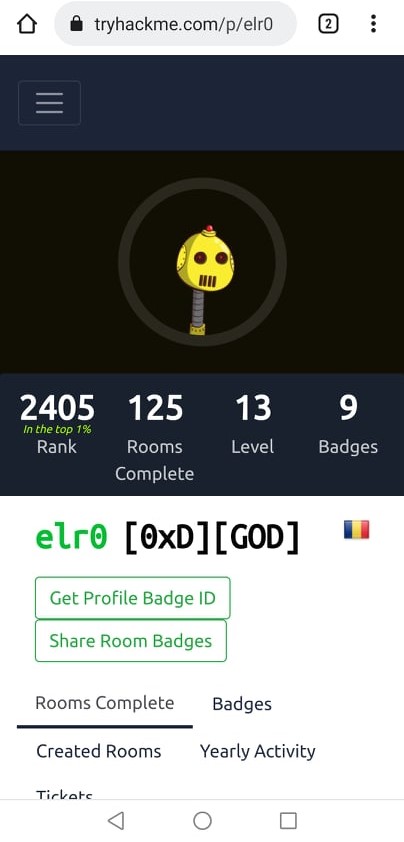 tryhackme.com/p/elr0
2
2405 125 13 9
In the top 1%
Rank Rooms Level Badges
Complete
elr0 [0xD][GOD]
Get Profile Badge ID
Share Room Badges
Rooms Complete Badges
Created Rooms Yearly Activity
Tickets